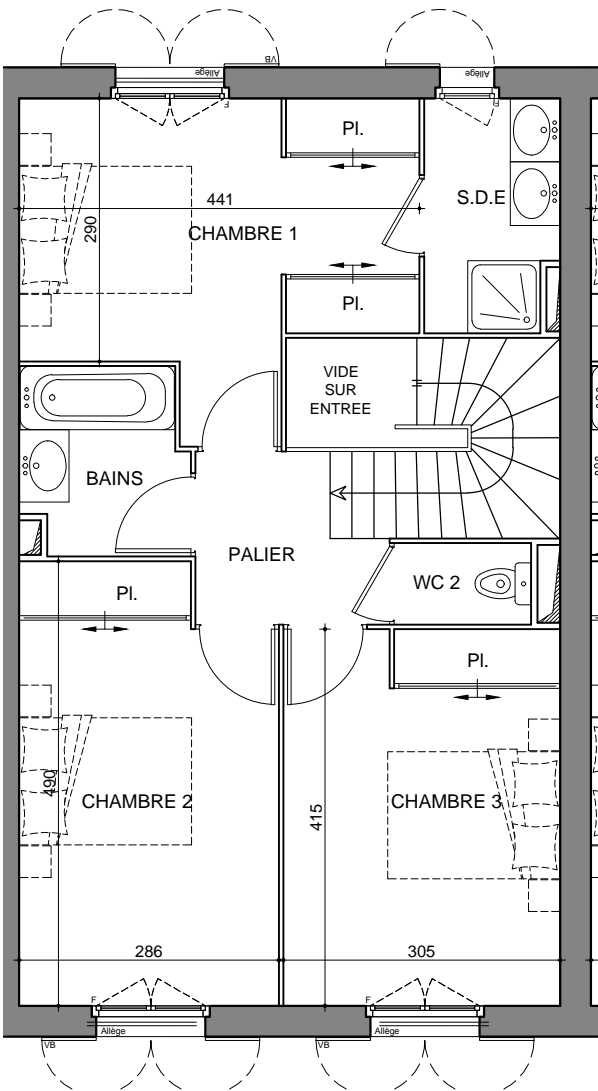 VB
Allège
Allège
F
F
Pl.
S.D.E
441
CHAMBRE 1
290
Pl.
VIDE
SUR
ENTREE
BAINS
PALIER
WC 2
Pl.
Pl.
490
CHAMBRE 2
415
CHAMBRE 3
286
305
F
F
Allège
Allège
VB
VB